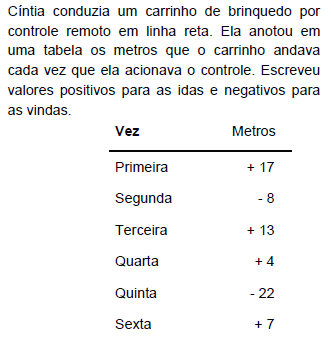 Cíntia conduzia um carrinho de brinquedo por
controle remoto em linha reta. Ela anotou em
uma tabela os metros que o carrinho andava
cada vez que ela acionava o controle. Escreveu
valores positivos para as idas e negativos para
as vindas.
Vez Metros
Primeira + 17
Segunda - 8
Terceira + 13
Quarta + 4
Quinta - 22
Sexta + 7